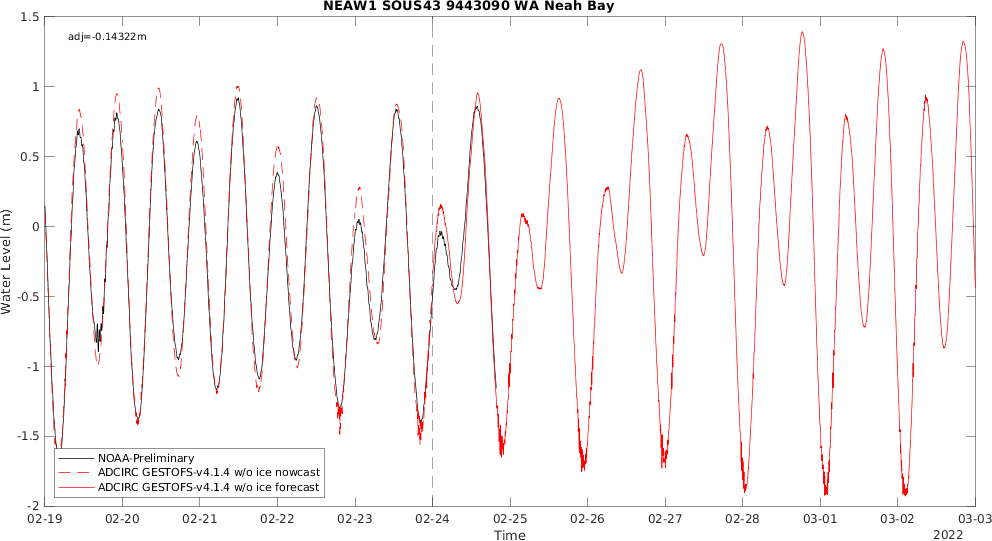 NEAW1 SOUS43 9443090 WA Neah Bay
adj=-0.14322m
1.5
1
0.5
0
-0.5
-1
-1.5
-2
Water Level (m)
NOAA-Preliminary
ADCIRC GESTOFS-v4.1.4 w/o ice nowcast
ADCIRC GESTOFS-v4.1.4 w/o ice forecast
02-19 02-20 02-21 02-22 02-23 02-24 02-25 02-26 02-27 02-28 03-01 03-02 03-03
Time
2022